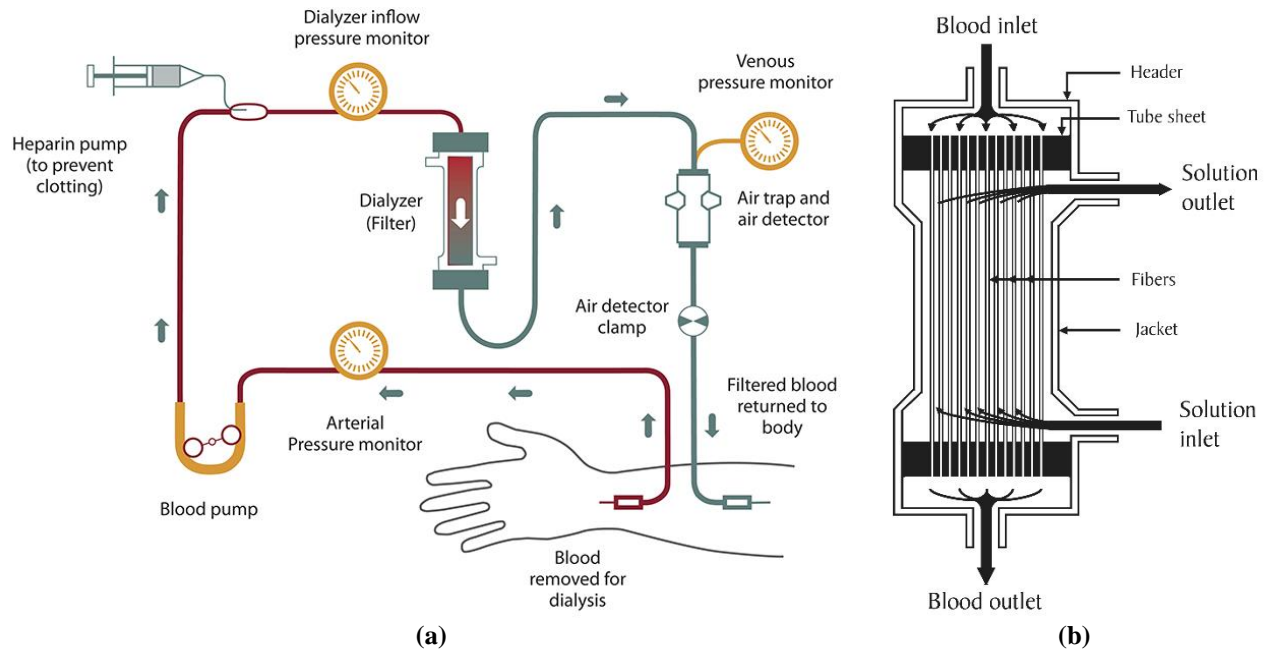 Dialyzer inflow
pressure monitor
Venous
pressure monitor
Heparin pump
(to prevent
clotting)
Dialyzer
(Filter)
Air trap and
air detector
Air detector
clamp
Arterial
Pressure monitor
Filtered blood
returned to
body
Blood pump
Blood
removed for
dialysis
(a)
Blood inlet
Header
Tube sheet
Solution
outlet
Fibers
Jacket
Solution
inlet
Blood outlet
(b)